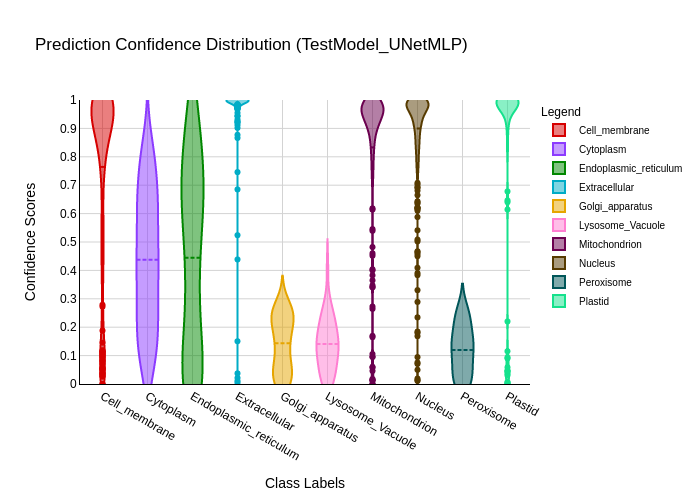 Prediction Confidence Distribution (TestModel_UNetMLP)
Confidence Scores
1
0.9
0.8
0.7
0.6
0.5
0.4
0.3
0.2
0.1
0
Cell_membrane
Cytoplasm
Endoplasmic_reticulum
Extracellular
Golgi_apparatus
Lysosome_Vacuole
Mitochondrion
Nucleus
Peroxisome
Plastid
Class Labels
Legend
Cell_membrane
Cytoplasm
Endoplasmic_reticulum
Extracellular
Golgi_apparatus
Lysosome_Vacuole
Mitochondrion
Nucleus
Peroxisome
Plastid